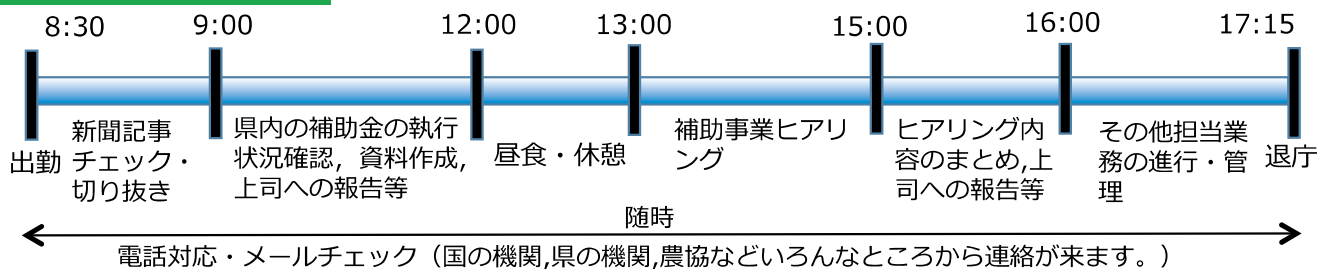 8:30 9:00 12:00 13:00 15:00 16:00 17:15
出勤
新聞記事
チェック・
切り抜き
県内の補助金の執行
状況確認，資料作成，
上司への報告等
昼食・休憩
補助事業ヒアリ
ング
ヒアリング内
容のまとめ,上
司への報告等
その他担当業
務の進行・管
理
退庁
随時
電話対応・メールチェック（国の機関,県の機関,農協などいろんなところから連絡が来ます。）